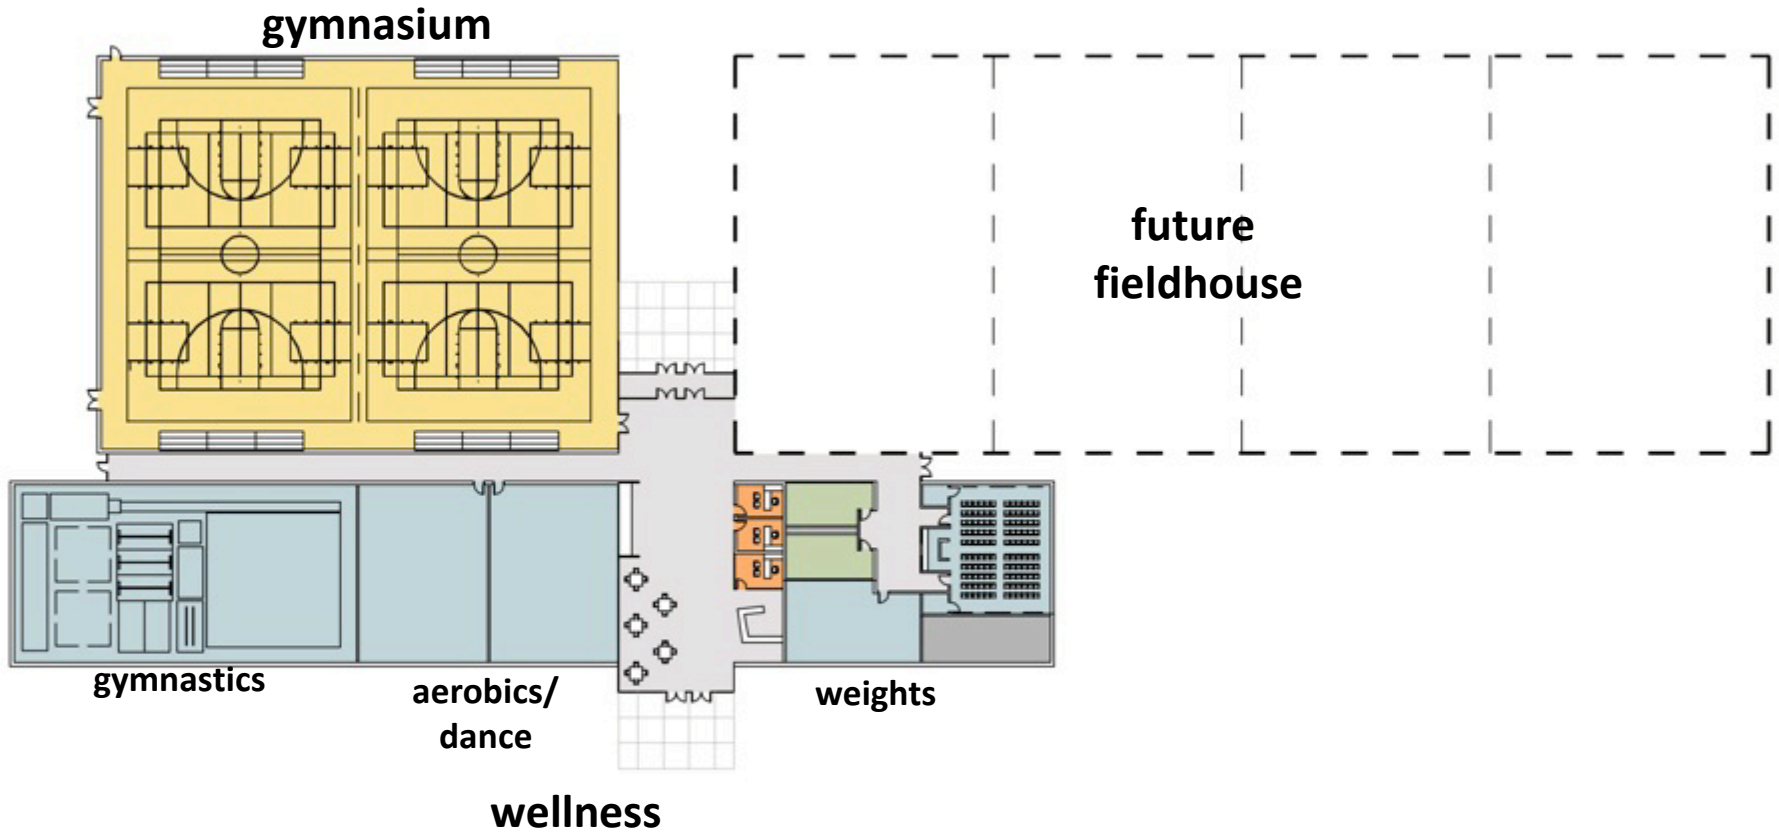 gymnasium
future
fieldhouse
gymnastics
aerobics/
dance
weights
wellness